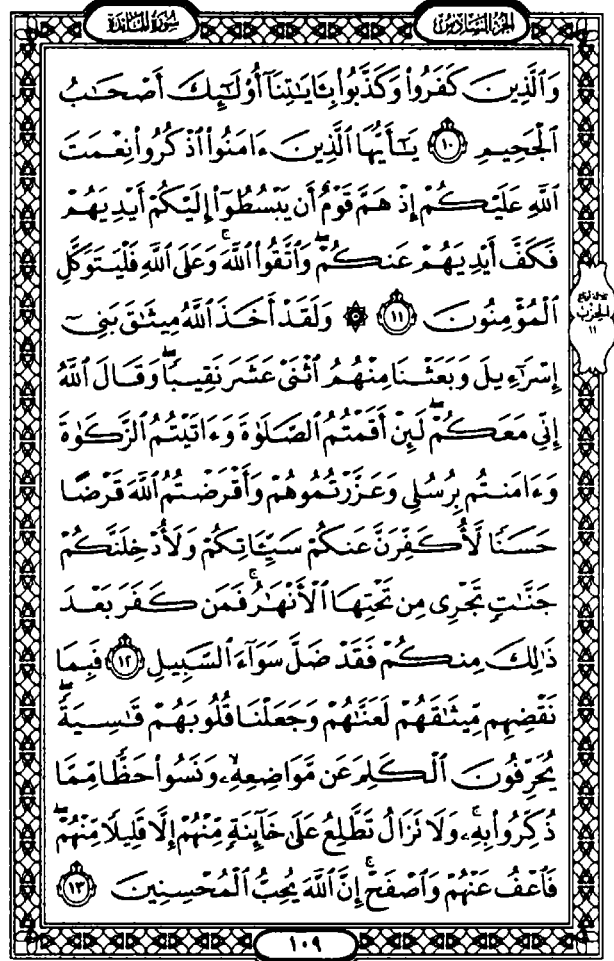 الجزء السادس
سورة المائدة
وَٱلَّذِينَ كَفَرُوا۟ وَكَذَّبُوا۟ بِـَٔايَـٰتِنَآ أُو۟لَـٰٓئِكَ أَصْحَـٰبُ
ٱلْجَحِيمِ ١٠ يَـٰٓأَيُّهَا ٱلَّذِينَ ءَامَنُوا۟ ٱذْكُرُوا۟ نِعْمَتَ
ٱللَّهِ عَلَيْكُمْ إِذْ هَمَّ قَوْمٌ أَن يَبْسُطُوٓا۟ إِلَيْكُمْ أَيْدِيَهُمْ
فَكَفَّ أَيْدِيَهُمْ عَنكُمْ ۖ وَٱتَّقُوا۟ ٱللَّهَ ۚ وَعَلَى ٱللَّهِ فَلْيَتَوَكَّلِ
ٱلْمُؤْمِنُونَ ١١ ۞ وَلَقَدْ أَخَذَ ٱللَّهُ مِيثَـٰقَ بَنِىٓ
إِسْرَٰٓءِيلَ وَبَعَثْنَا مِنْهُمُ ٱثْنَىْ عَشَرَ نَقِيبًا ۖ وَقَالَ ٱللَّهُ
إِنِّى مَعَكُمْ ۖ لَئِنْ أَقَمْتُمُ ٱلصَّلَوٰةَ وَءَاتَيْتُمُ ٱلزَّكَوٰةَ
وَءَامَنتُم بِرُسُلِى وَعَزَّرْتُمُوهُمْ وَأَقْرَضْتُمُ ٱللَّهَ قَرْضًا
حَسَنًا لَّأُكَفِّرَنَّ عَنكُمْ سَيِّـَٔاتِكُمْ وَلَأُدْخِلَنَّكُمْ
جَنَّـٰتٍ تَجْرِى مِن تَحْتِهَا ٱلْأَنْهَـٰرُ ۚ فَمَن كَفَرَ بَعْدَ
ذَٰلِكَ مِنكُمْ فَقَدْ ضَلَّ سَوَآءَ ٱلسَّبِيلِ ١٢ فَبِمَا
نَقْضِهِم مِّيثَـٰقَهُمْ لَعَنَّـٰهُمْ وَجَعَلْنَا قُلُوبَهُمْ قَـٰسِيَةً ۖ
يُحَرِّفُونَ ٱلْكَلِمَ عَن مَّوَاضِعِهِۦ ۙ وَنَسُوا۟ حَظًّا مِّمَّا
ذُكِّرُوا۟ بِهِۦ ۚ وَلَا تَزَالُ تَطَّلِعُ عَلَىٰ خَآئِنَةٍ مِّنْهُمْ إِلَّا قَلِيلًا مِّنْهُمْ ۖ
فَٱعْفُ عَنْهُمْ وَٱصْفَحْ ۚ إِنَّ ٱللَّهَ يُحِبُّ ٱلْمُحْسِنِينَ ١٣
الحزب
١١
١٠٩